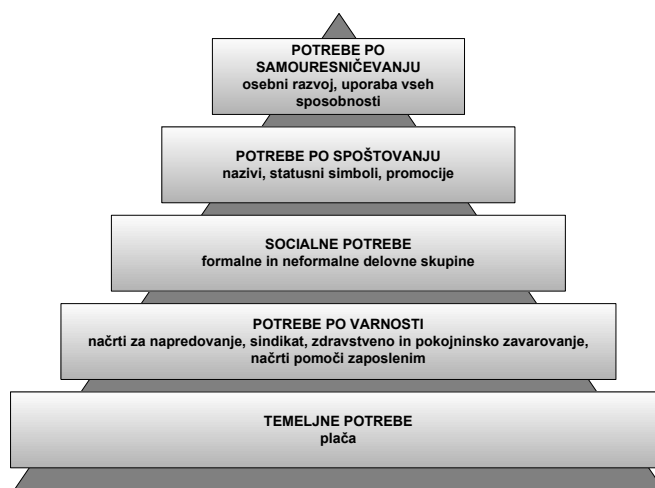 POTREBE PO
SAMOURESNIČEVANJU
osebni razvoj, uporaba vseh
sposobnosti
POTREBE PO SPOŠTOVANJU
nazivi, statusni simboli, promocije
SOCIALNE POTREBE
formalne in neformalne delovne skupine
POTREBE PO VARNOSTI
načrti za napredovanje, sindikat, zdravstveno in pokojninsko zavarovanje,
načrti pomoči zaposlenim
TEMELJNE POTREBE
plača